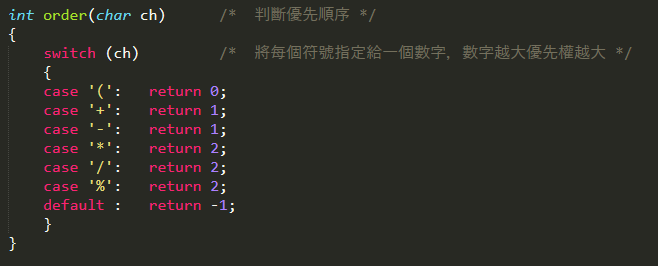 int order(char ch)      /*  判斷優先順序 */
{
    switch (ch)         /*  將每個符號指定給一個數字, 數字越大優先權越大 */
    {
    case '(':   return 0;
    case '+':   return 1;
    case '-':   return 1;
    case '*':   return 2;
    case '/':   return 2;
    case '%':   return 2;
    default :   return -1;
    }
}